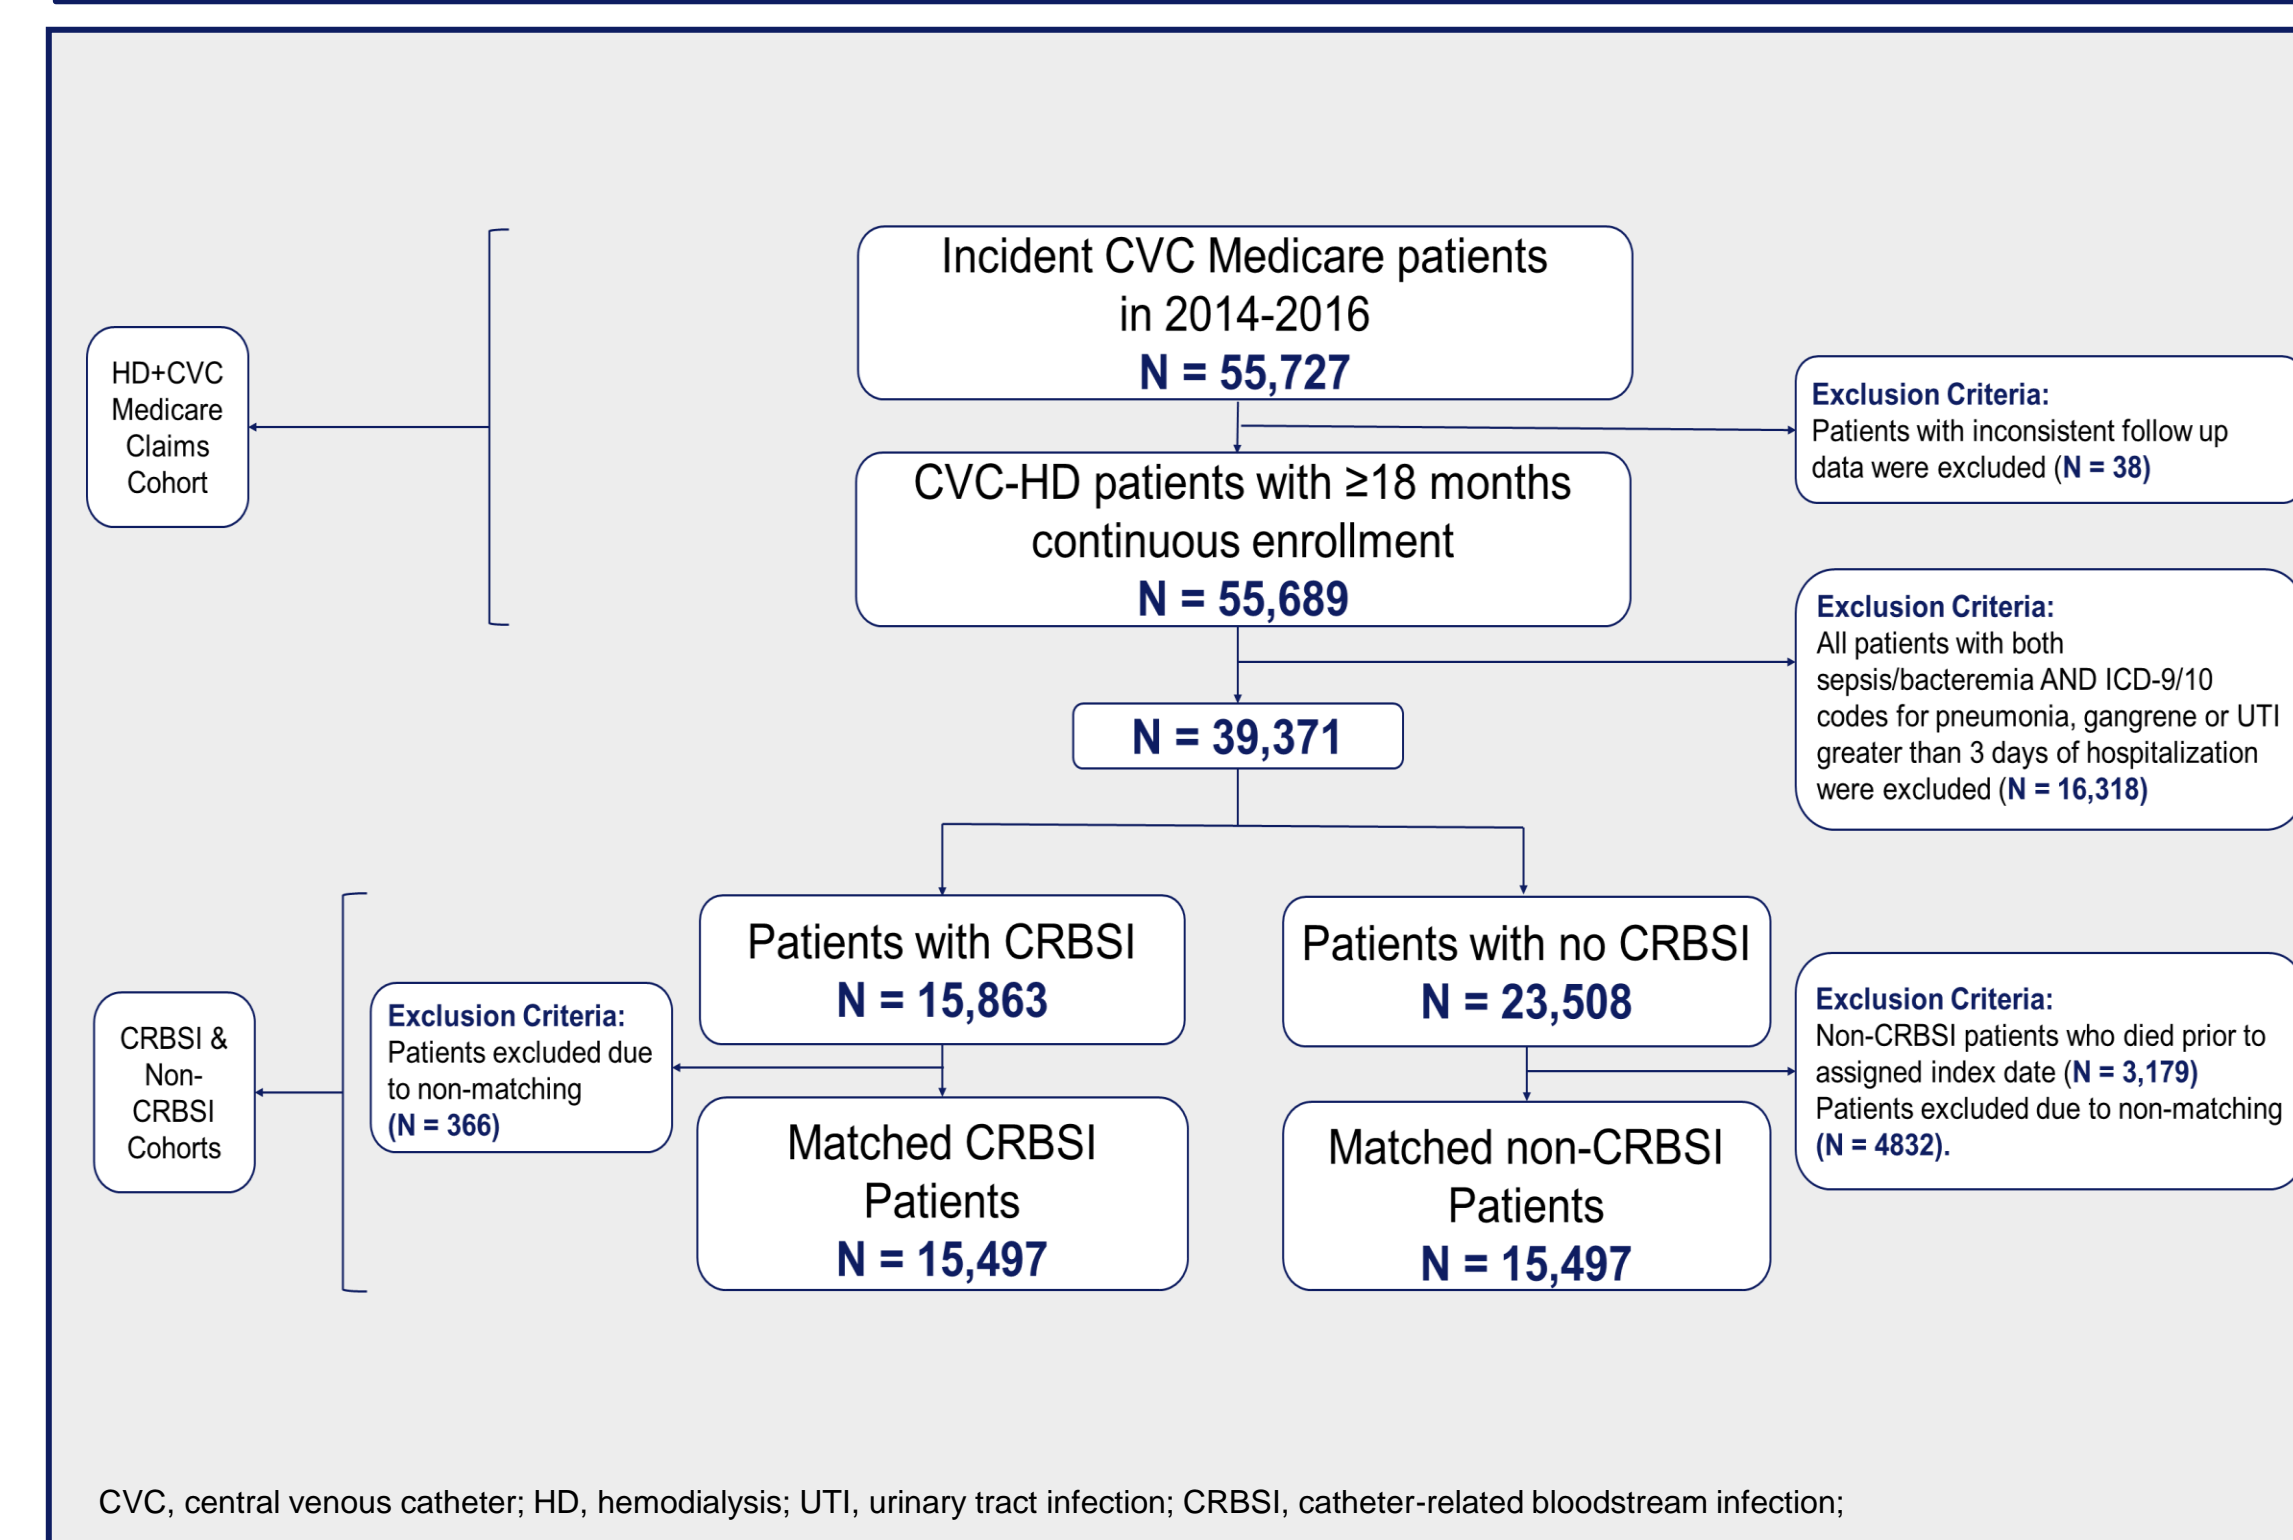 Incident CVC Medicare patients
in 2014-2016
N = 55,727
HD+CVC
Medicare
Claims
Cohort
Exclusion Criteria:
Patients with inconsistent follow up
data were excluded (N = 38)
CVC-HD patients with ≥18 months
continuous enrollment
N = 55,689
Exclusion Criteria:
All patients with both
sepsis/bacteremia AND ICD-9/10
codes for pneumonia, gangrene or UTI
greater than 3 days of hospitalization
were excluded (N = 16,318)
N = 39,371
Patients with CRBSI
N = 15,863
Patients with no CRBSI
N = 23,508
CRBSI &
Non-
CRBSI
Cohorts
Exclusion Criteria:
Patients excluded due
to non-matching
(N = 366)
Exclusion Criteria:
Non-CRBSI patients who died prior to
assigned index date (N = 3,179)
Patients excluded due to non-matching
(N = 4832).
Matched CRBSI
Patients
N = 15,497
Matched non-CRBSI
Patients
N = 15,497
CVC, central venous catheter; HD, hemodialysis; UTI, urinary tract infection; CRBSI, catheter-related bloodstream infection;